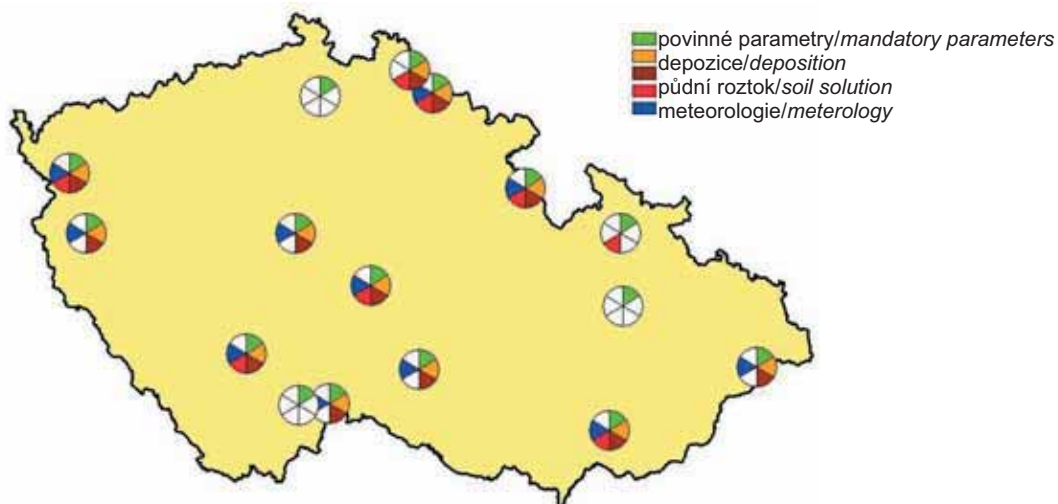 povinné parametry/mandatory parameters
depozice/deposition
půdní roztok/soil solution
meteorologie/meterology